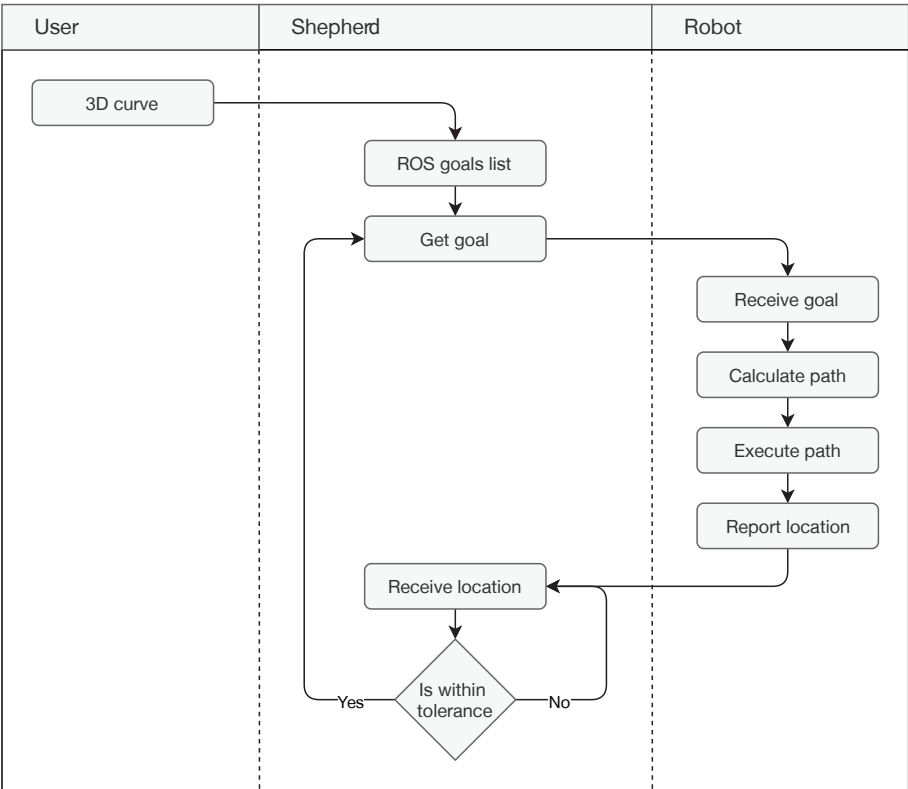 User
Shepherd
Robot
3D curve
ROS goals list
Get goal
Receive goal
Calculate path
Execute path
Report location
Receive location
Is within
tolerance
Yes
No